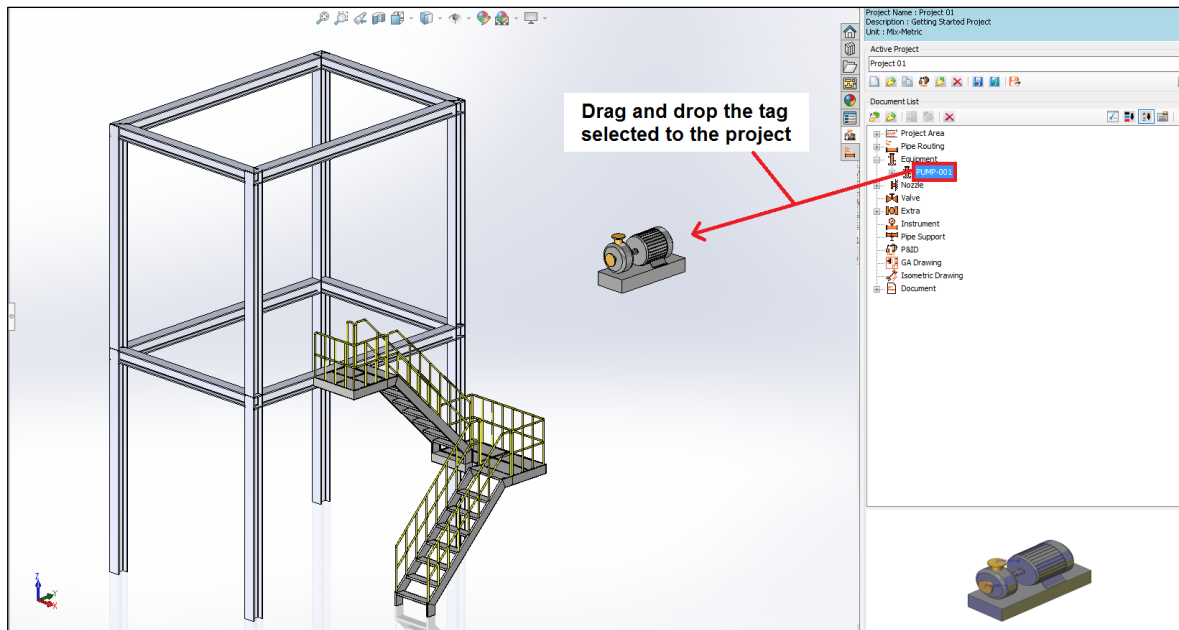 Project Name : Project 01
Description : Getting Started Project
Unit : Mix-Metric
Active Project
Project 01
Document List
Project Area
Pipe Routing
Equipment
PUMP-001
Nozzle
Valve
Extra
Instrument
Pipe Support
P&ID
GA Drawing
Isometric Drawing
Document
Drag and drop the tag
selected to the project
Z
Y
X